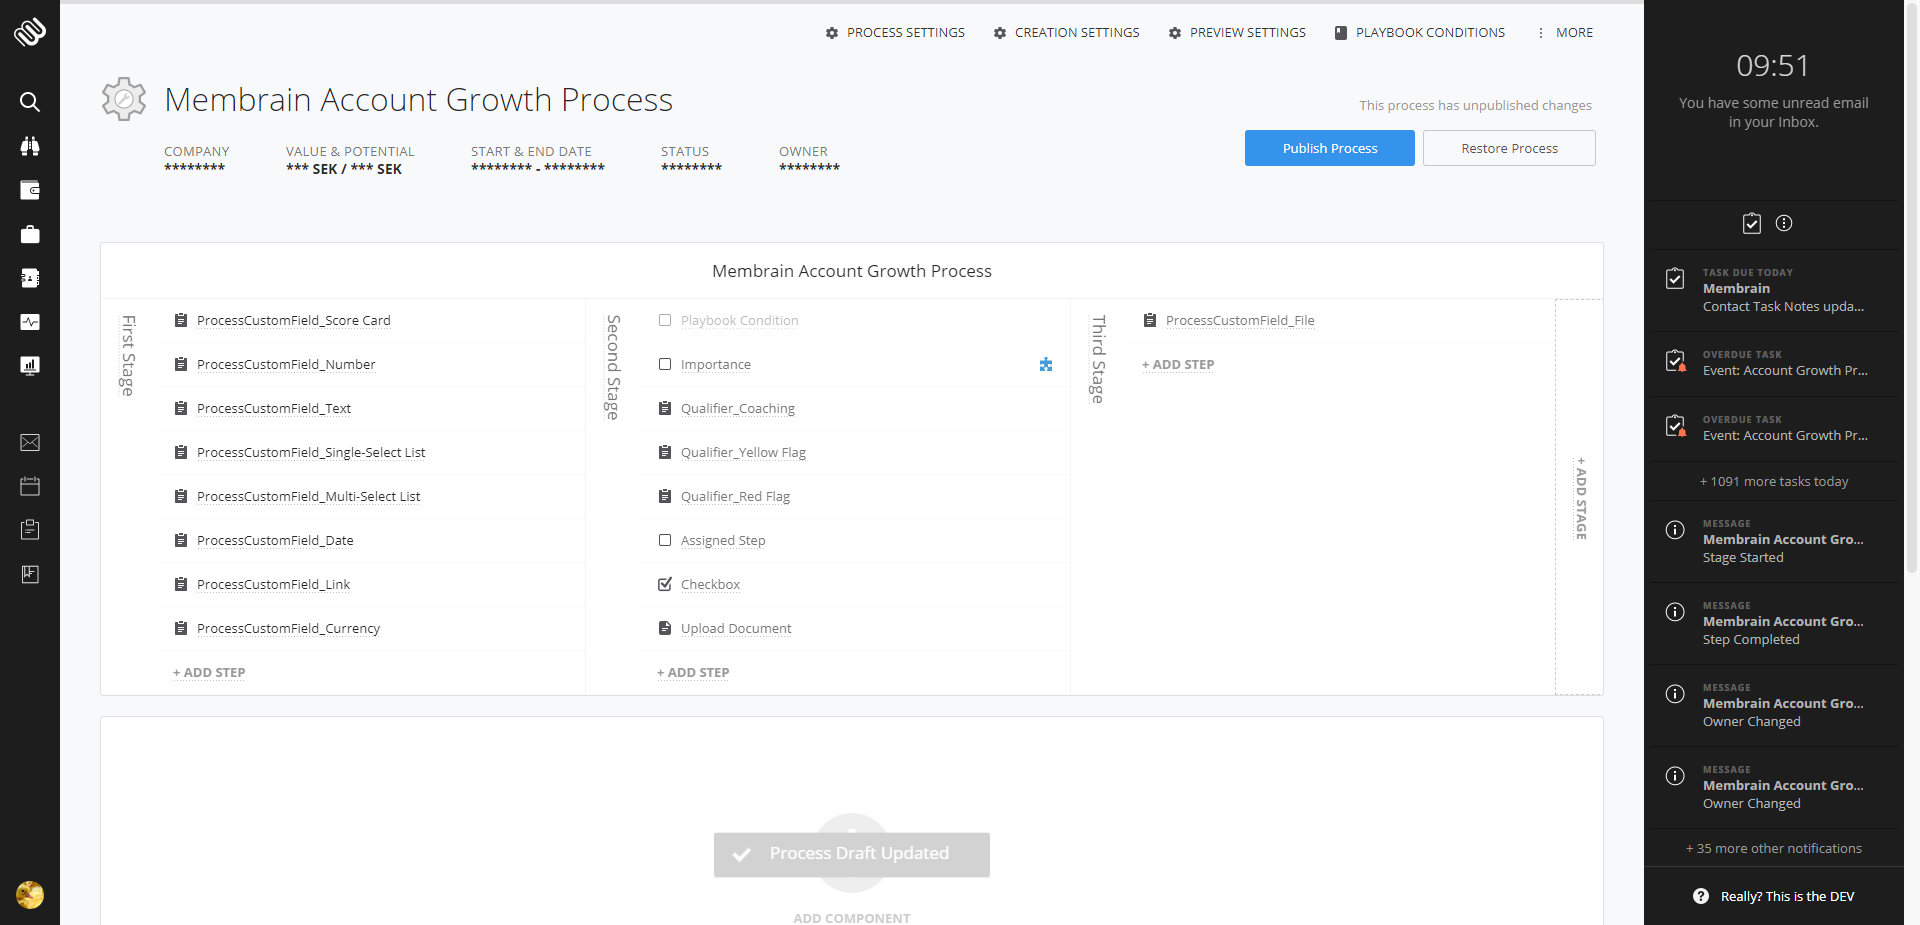 PROCESS SETTINGS
CREATION SETTINGS
PREVIEW SETTINGS
PLAYBOOK CONDITIONS
MORE
Membrain Account Growth Process
This process has unpublished changes
COMPANY
********
VALUE & POTENTIAL
*** SEK / *** SEK
START & END DATE
******** - ********
STATUS
********
OWNER
********
Publish Process
Restore Process
Membrain Account Growth Process
First Stage
ProcessCustomField_Score Card
ProcessCustomField_Number
ProcessCustomField_Text
ProcessCustomField_Single-Select List
ProcessCustomField_Multi-Select List
ProcessCustomField_Date
ProcessCustomField_Link
ProcessCustomField_Currency
+ ADD STEP
Second Stage
Playbook Condition
Importance
Qualifier_Coaching
Qualifier_Yellow Flag
Qualifier_Red Flag
Assigned Step
Checkbox
Upload Document
+ ADD STEP
Third Stage
ProcessCustomField_File
+ ADD STEP
+ ADD STAGE
Process Draft Updated
ADD COMPONENT
09:51
You have some unread email
in your Inbox.
TASK DUE TODAY
Membrain
Contact Task Notes upda...
OVERDUE TASK
Event: Account Growth Pr...
OVERDUE TASK
Event: Account Growth Pr...
+ 1091 more tasks today
MESSAGE
Membrain Account Gro...
Stage Started
MESSAGE
Membrain Account Gro...
Step Completed
MESSAGE
Membrain Account Gro...
Owner Changed
MESSAGE
Membrain Account Gro...
Owner Changed
+ 35 more other notifications
Really? This is the DEV